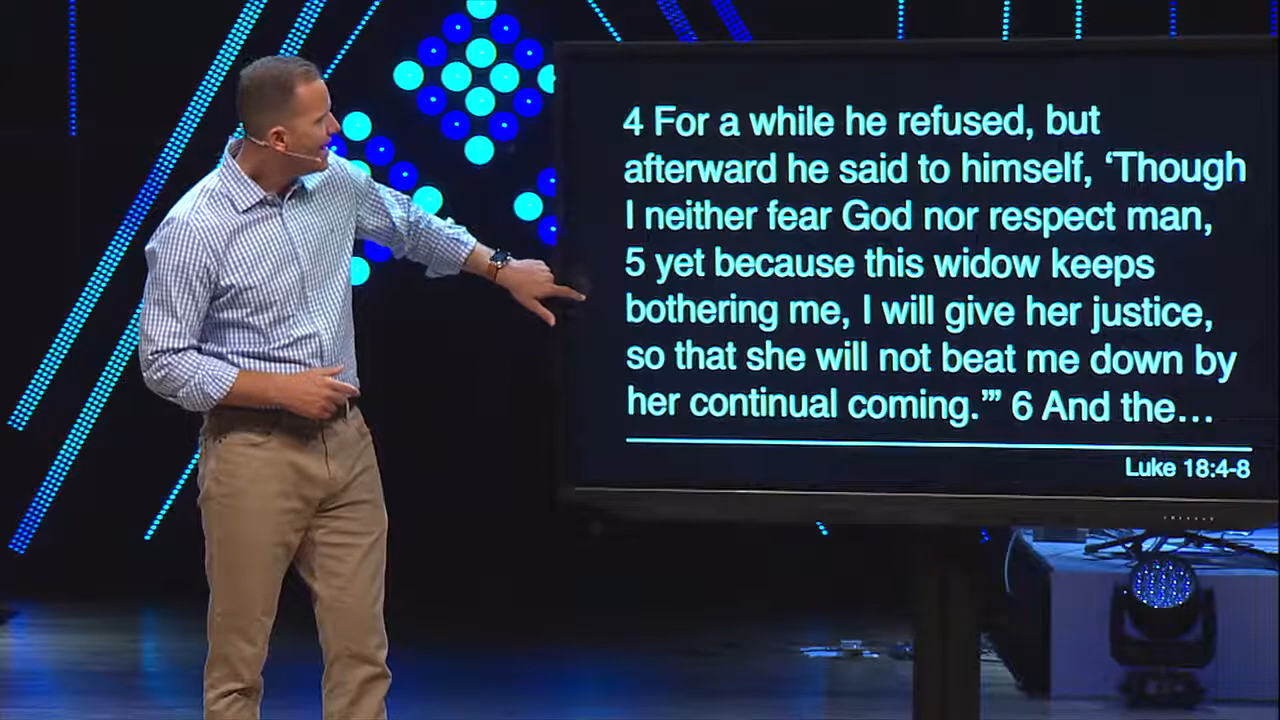 4 For a while he refused, but
afterward he said to himself, ‘Though
I neither fear God nor respect man,
5 yet because this widow keeps
bothering me, I will give her justice,
so that she will not beat me down by
her continual coming.’” 6 And the…
Luke 18:4-8